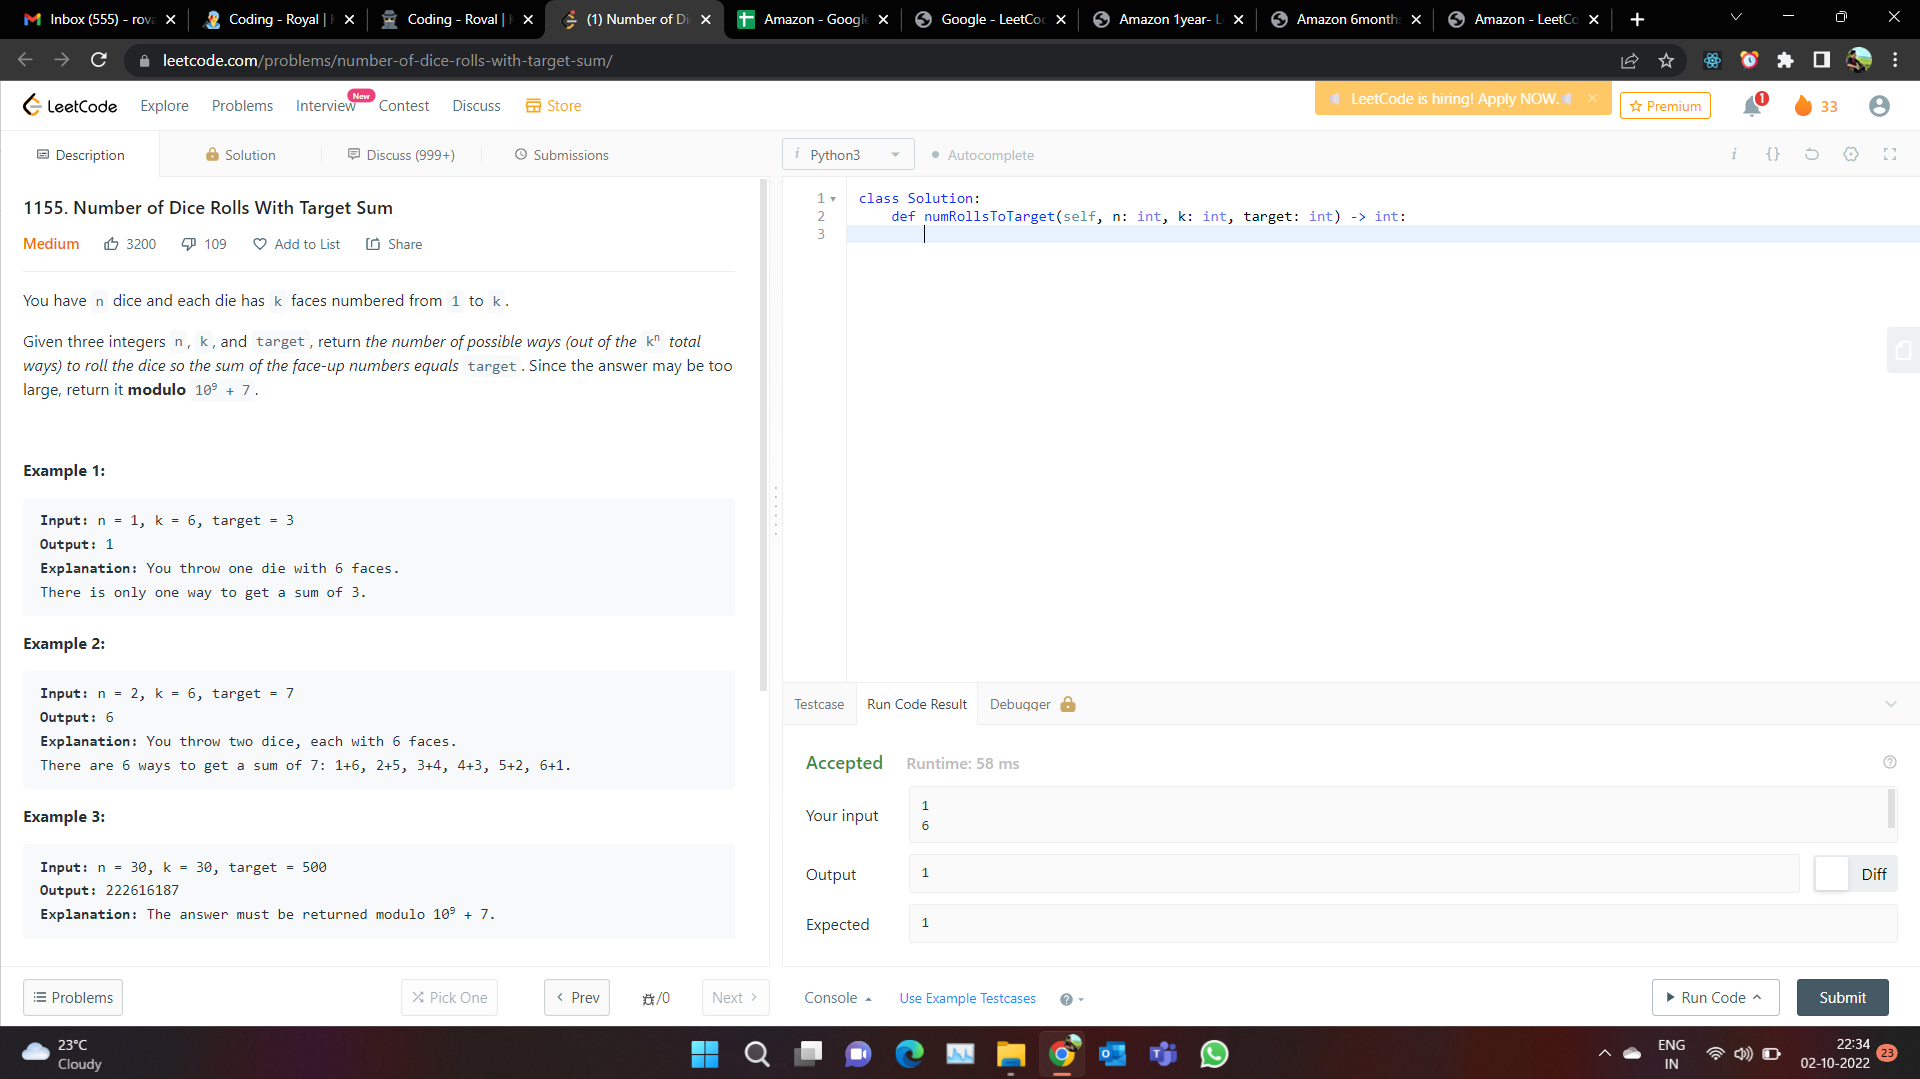 Inbox (555) - rova
Coding - Royal |
Coding - Royal |
(1) Number of Di
Amazon - Google
Google - LeetCo
Amazon 1year- L
Amazon 6month
Amazon - LeetCo
leetcode.com/problems/number-of-dice-rolls-with-target-sum/
LeetCode
Explore
Problems
Interview
New
Contest
Discuss
Store
LeetCode is hiring! Apply NOW.
Premium
1
33
Description
Solution
Discuss (999+)
Submissions
i Python3
Autocomplete
1155. Number of Dice Rolls With Target Sum
Medium 3200 109 Add to List Share
You have n dice and each die has k faces numbered from 1 to k.
Given three integers n, k, and target, return the number of possible ways (out of the kⁿ total
ways) to roll the dice so the sum of the face-up numbers equals target. Since the answer may be too
large, return it modulo 10⁹ + 7.
Example 1:
Input: n = 1, k = 6, target = 3
Output: 1
Explanation: You throw one die with 6 faces.
There is only one way to get a sum of 3.
Example 2:
Input: n = 2, k = 6, target = 7
Output: 6
Explanation: You throw two dice, each with 6 faces.
There are 6 ways to get a sum of 7: 1+6, 2+5, 3+4, 4+3, 5+2, 6+1.
Example 3:
Input: n = 30, k = 30, target = 500
Output: 222616187
Explanation: The answer must be returned modulo 10⁹ + 7.
1 class Solution:
2 def numRollsToTarget(self, n: int, k: int, target: int) -> int:
3
Testcase
Run Code Result
Debugger
Accepted Runtime: 58 ms
Your input
1
6
Output 1
Diff
Expected 1
Problems
Pick One
Prev
/0
Next
Console
Use Example Testcases
Run Code
Submit
23°C
Cloudy
ENG
IN
22:34
02-10-2022
23